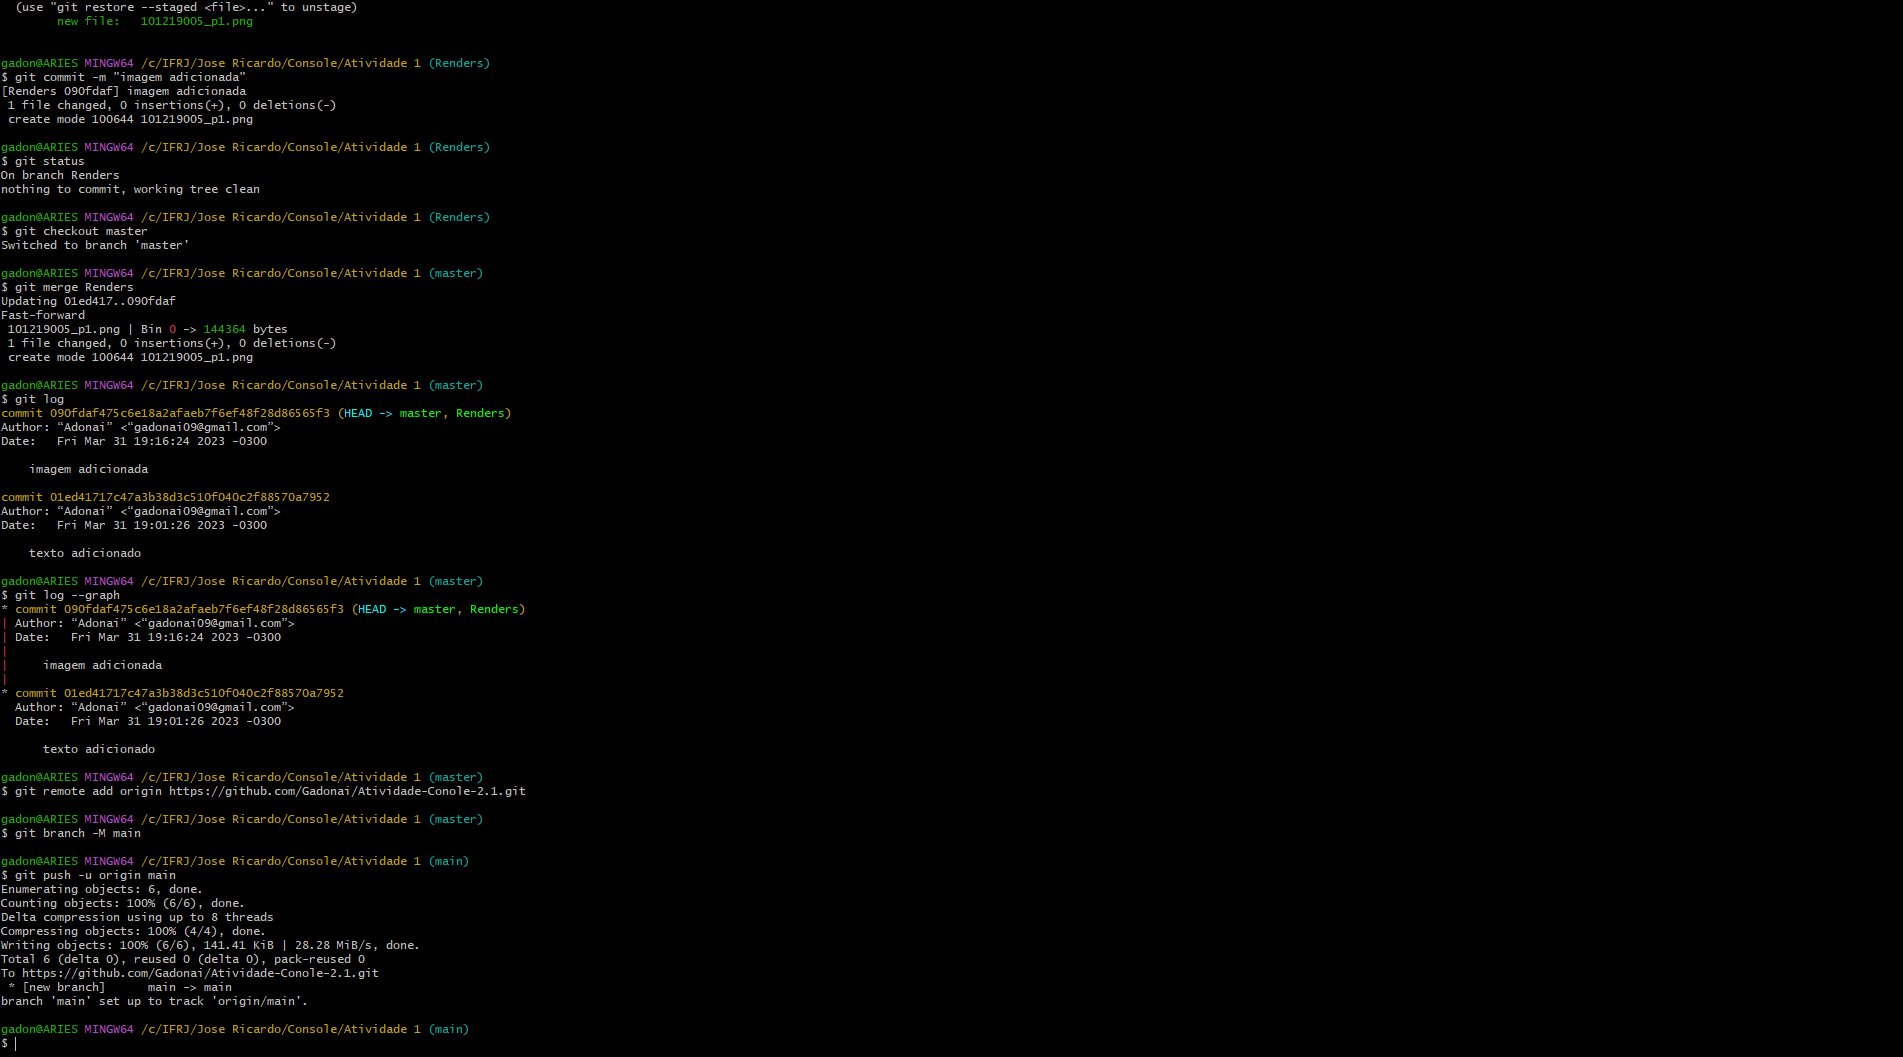 (use "git restore --staged <file>..." to unstage)
new file:   101219005_p1.png
gadon@ARIES MINGW64 /c/IFRJ/Jose Ricardo/Console/Atividade 1 (Renders)
$ git commit -m "imagem adicionada"
[Renders 090fdaf] imagem adicionada
1 file changed, 0 insertions(+), 0 deletions(-)
create mode 100644 101219005_p1.png
gadon@ARIES MINGW64 /c/IFRJ/Jose Ricardo/Console/Atividade 1 (Renders)
$ git status
On branch Renders
nothing to commit, working tree clean
gadon@ARIES MINGW64 /c/IFRJ/Jose Ricardo/Console/Atividade 1 (Renders)
$ git checkout master
Switched to branch 'master'
gadon@ARIES MINGW64 /c/IFRJ/Jose Ricardo/Console/Atividade 1 (master)
$ git merge Renders
Updating 01ed417..090fdaf
Fast-forward
101219005_p1.png | Bin 0 -> 144364 bytes
1 file changed, 0 insertions(+), 0 deletions(-)
create mode 100644 101219005_p1.png
gadon@ARIES MINGW64 /c/IFRJ/Jose Ricardo/Console/Atividade 1 (master)
$ git log
commit 090fdaf475c6e18a2afaeb7f6ef48f28d86565f3 (HEAD -> master, Renders)
Author: “Adonai” <“gadonai09@gmail.com”>
Date:   Fri Mar 31 19:16:24 2023 -0300
imagem adicionada
commit 01ed41717c47a3b38d3c510f040c2f88570a7952
Author: “Adonai” <“gadonai09@gmail.com”>
Date:   Fri Mar 31 19:01:26 2023 -0300
texto adicionado
gadon@ARIES MINGW64 /c/IFRJ/Jose Ricardo/Console/Atividade 1 (master)
$ git log --graph
* commit 090fdaf475c6e18a2afaeb7f6ef48f28d86565f3 (HEAD -> master, Renders)
| Author: “Adonai” <“gadonai09@gmail.com”>
| Date:   Fri Mar 31 19:16:24 2023 -0300
|
|     imagem adicionada
|
* commit 01ed41717c47a3b38d3c510f040c2f88570a7952
Author: “Adonai” <“gadonai09@gmail.com”>
Date:   Fri Mar 31 19:01:26 2023 -0300
texto adicionado
gadon@ARIES MINGW64 /c/IFRJ/Jose Ricardo/Console/Atividade 1 (master)
$ git remote add origin https://github.com/Gadonai/Atividade-Conole-2.1.git
gadon@ARIES MINGW64 /c/IFRJ/Jose Ricardo/Console/Atividade 1 (master)
$ git branch -M main
gadon@ARIES MINGW64 /c/IFRJ/Jose Ricardo/Console/Atividade 1 (main)
$ git push -u origin main
Enumerating objects: 6, done.
Counting objects: 100% (6/6), done.
Delta compression using up to 8 threads
Compressing objects: 100% (4/4), done.
Writing objects: 100% (6/6), 141.41 KiB | 28.28 MiB/s, done.
Total 6 (delta 0), reused 0 (delta 0), pack-reused 0
To https://github.com/Gadonai/Atividade-Conole-2.1.git
* [new branch]      main -> main
branch 'main' set up to track 'origin/main'.
gadon@ARIES MINGW64 /c/IFRJ/Jose Ricardo/Console/Atividade 1 (main)
$